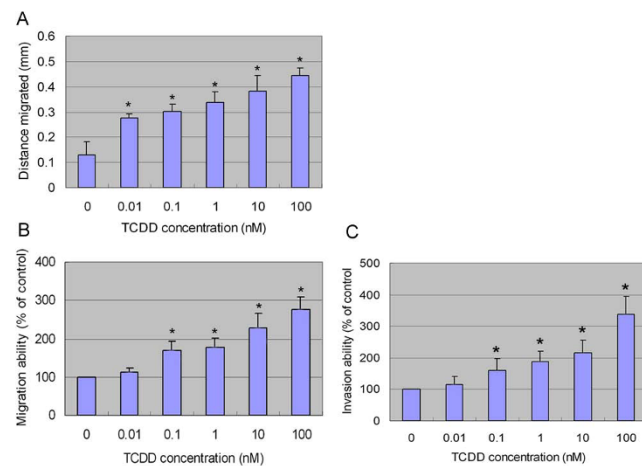 A
0.6
0.5
0.4
0.3
0.2
0.1
0
Distance migrated (mm)
*
*
*
*
*
0 0.01 0.1 1 10 100
TCDD concentration (nM)
B
400
300
200
100
0
Migration ability (% of control)
*
*
*
*
0 0.01 0.1 1 10 100
TCDD concentration (nM)
C
500
400
300
200
100
0
Invasion ability (% of control)
*
*
*
*
0 0.01 0.1 1 10 100
TCDD concentration (nM)